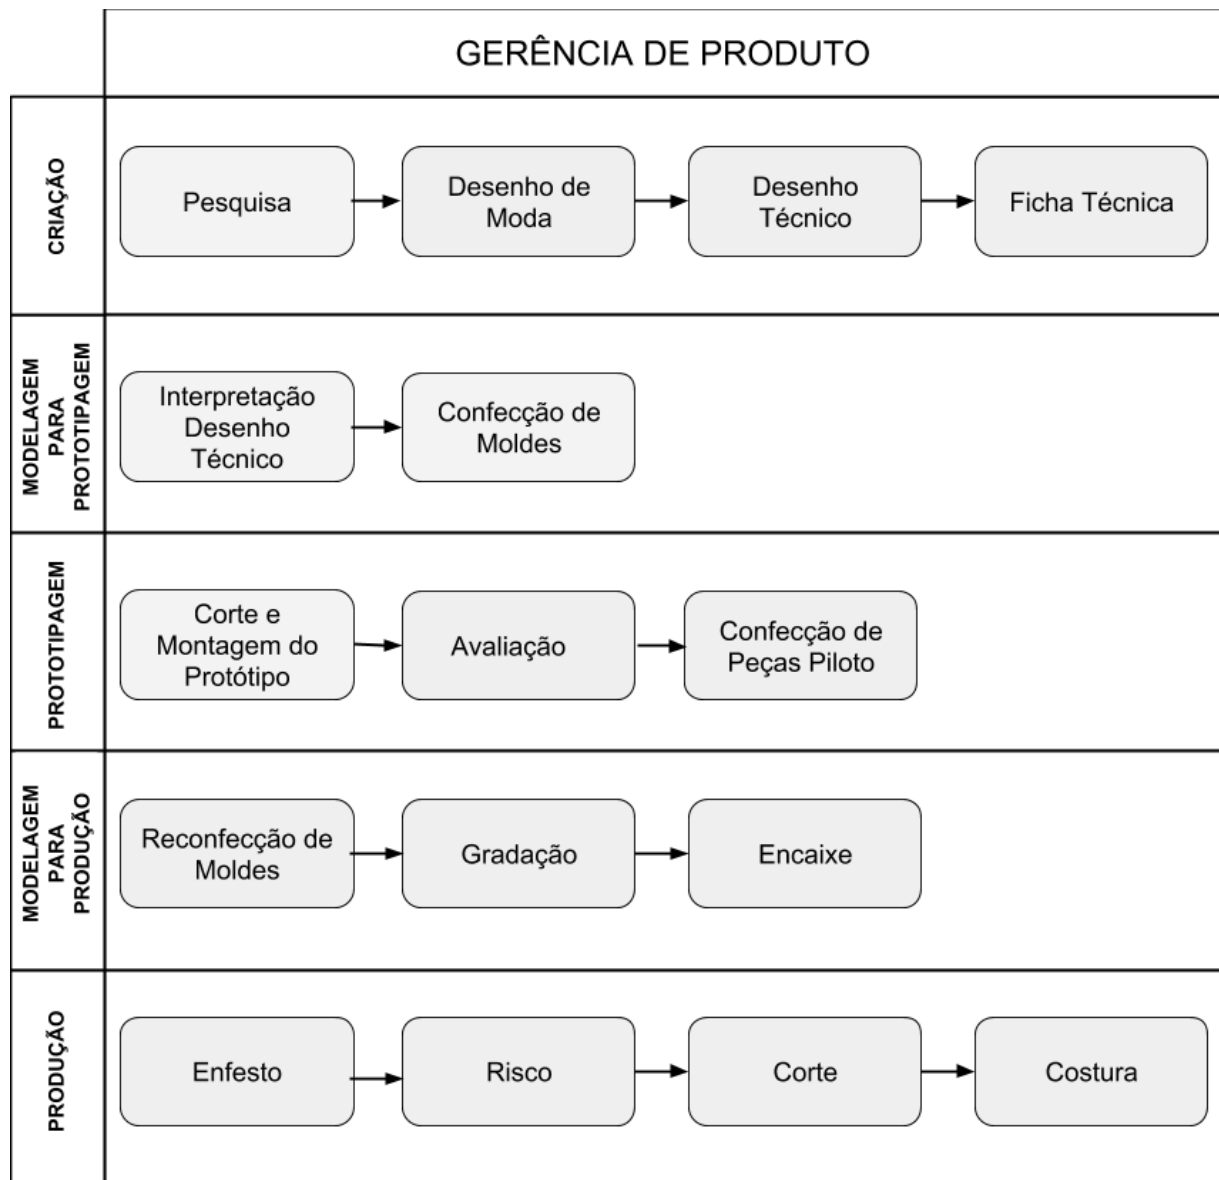 GERÊNCIA DE PRODUTO
CRIAÇÃO
Pesquisa
Desenho de
Moda
Desenho
Técnico
Ficha Técnica
MODELAGEM
PARA
PROTOTIPAGEM
Interpretação
Desenho
Técnico
Confecção de
Moldes
PROTOTIPAGEM
Corte e
Montagem do
Protótipo
Avaliação
Confecção de
Peças Piloto
MODELAGEM
PARA
PRODUÇÃO
Reconfecção de
Moldes
Gradação
Encaixe
PRODUÇÃO
Enfesto
Risco
Corte
Costura